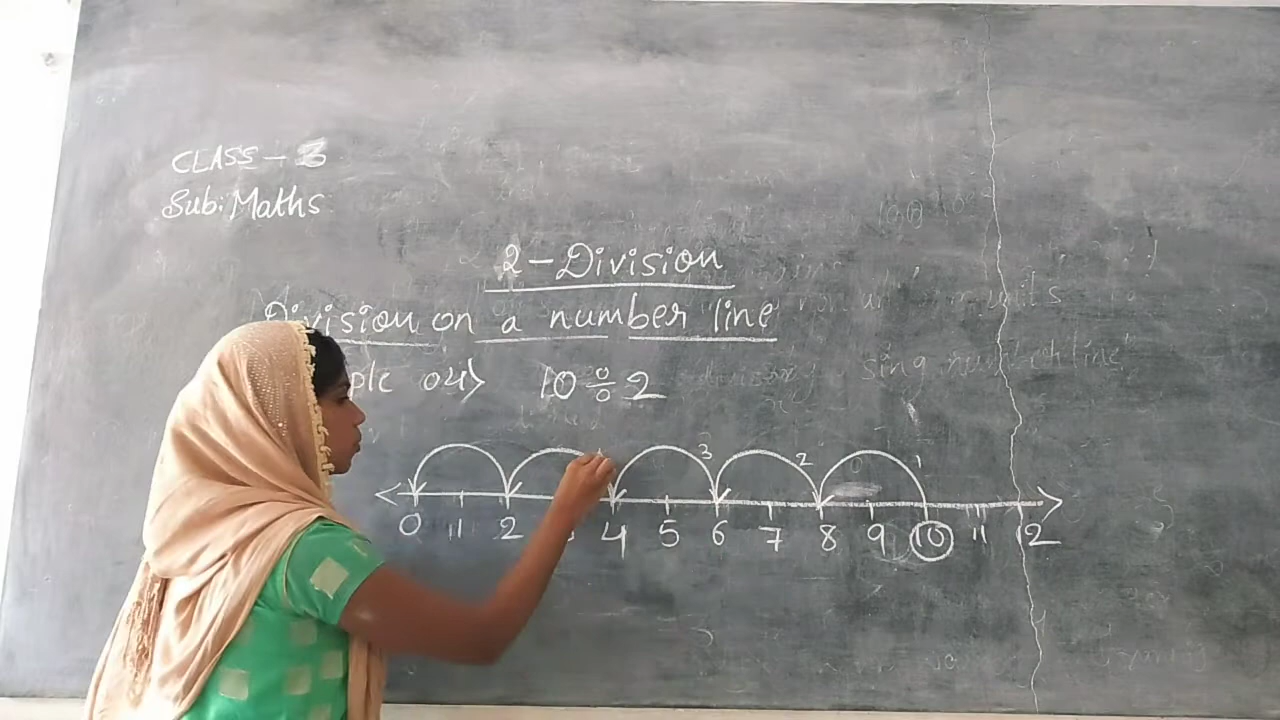 CLASS - 3
Sub: Maths
2 - Division
Division on a number line
10 ÷ 2
3 2 1
0 1 2 4 5 6 7 8 9 10 11 12